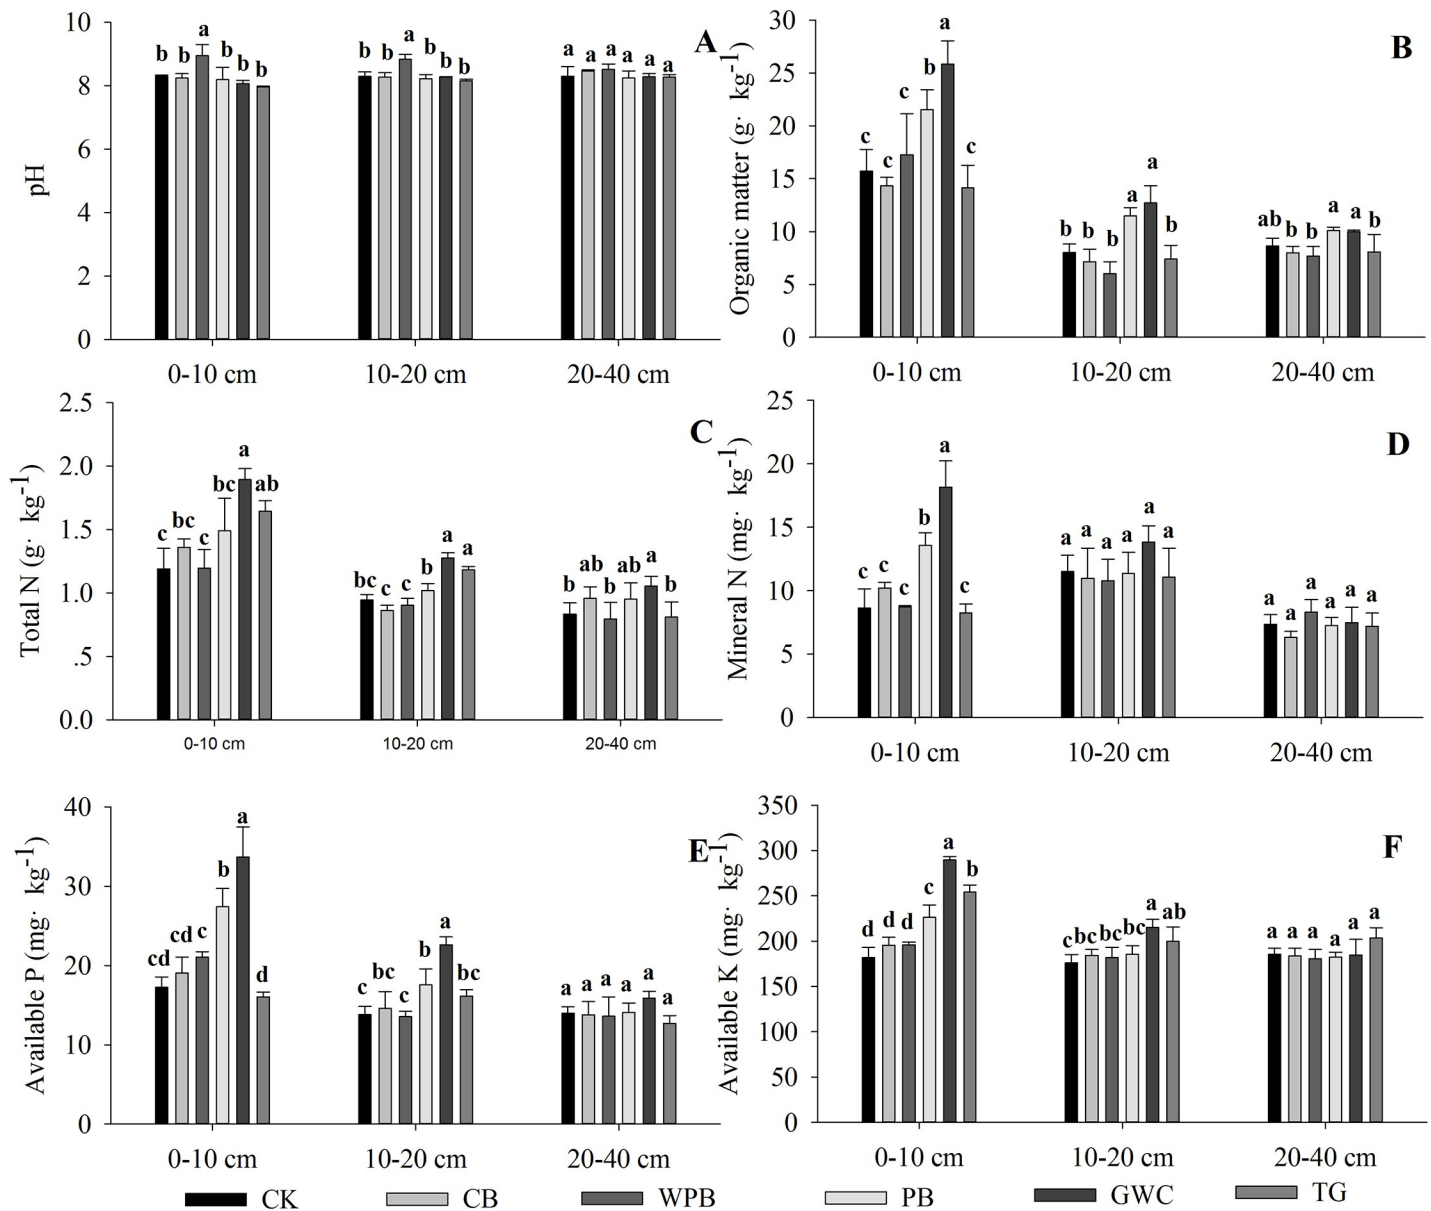 A
pH
10
8
6
4
2
0
b b a b b b
b b a b b b
a a a a a a
0-10 cm 10-20 cm 20-40 cm
B
Organic matter (g· kg-1)
30
25
20
15
10
5
0
c c c b a c
b b b a a b
ab b b a a b
0-10 cm 10-20 cm 20-40 cm
C
Total N (g· kg-1)
2.5
2.0
1.5
1.0
.5
0.0
c bc c bc a ab
bc c c b a a
b ab b ab a b
0-10 cm 10-20 cm 20-40 cm
D
Mineral N (mg· kg-1)
25
20
15
10
5
0
c c c b a c
a a a a a a
a a a a a a
0-10 cm 10-20 cm 20-40 cm
E
Available P (mg· kg-1)
40
30
20
10
0
cd cd c b a d
c bc c b a bc
a a a a a a
0-10 cm 10-20 cm 20-40 cm
F
Available K (mg· kg-1)
350
300
250
200
150
100
50
0
d d d c a b
c bc bc bc a ab
a a a a a a
0-10 cm 10-20 cm 20-40 cm
CK CB WPB PB GWC TG